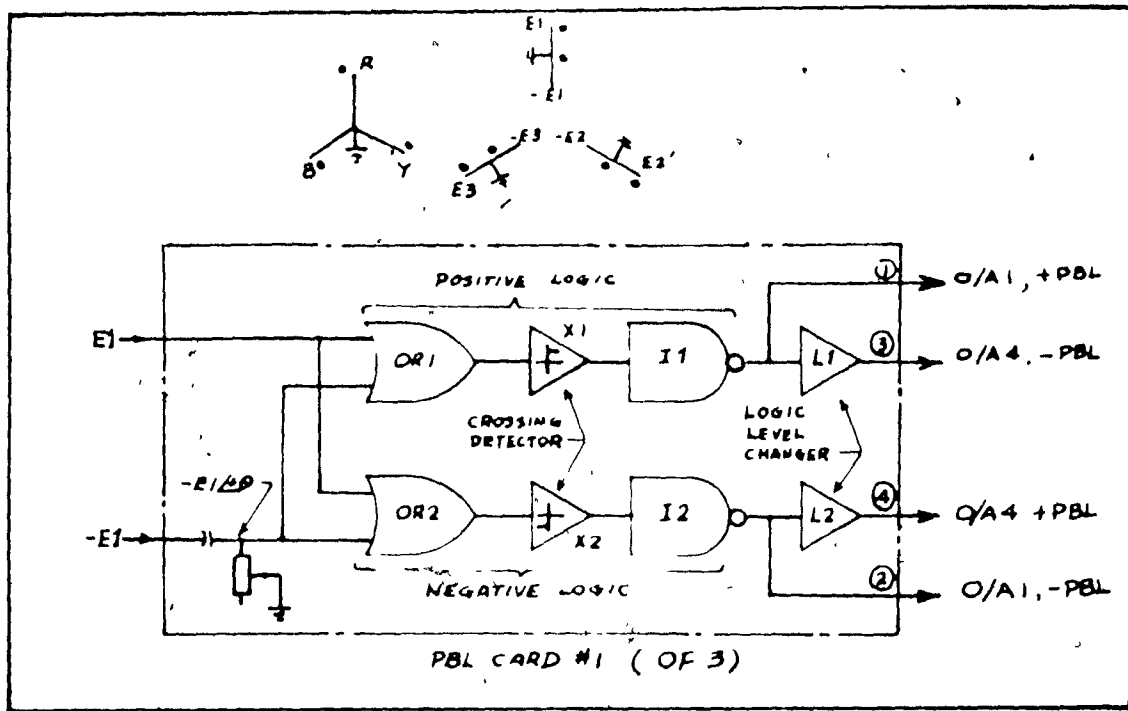 E1
R
-E1
B
Y
-E3
-E2
E3
E2'
POSITIVE LOGIC
① O/A1, +PBL
E1
OR1
X1
I1
L1
③ O/A4, -PBL
CROSSING
DETECTOR
LOGIC
LEVEL
CHANGER
-E1
-E1
OR2
X2
I2
L2
④ O/A4 +PBL
② O/A1, -PBL
NEGATIVE LOGIC
PBL CARD #1 ( OF 3)